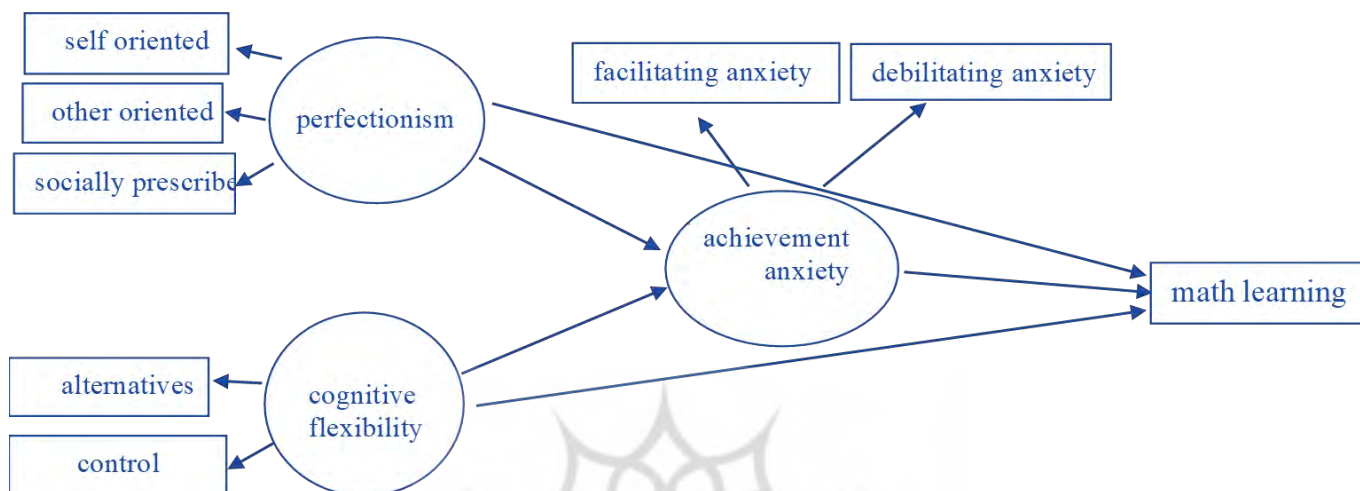 self oriented
other oriented
socially prescribe
perfectionism
facilitating anxiety
debilitating anxiety
achievement
anxiety
math learning
alternatives
control
cognitive
flexibility